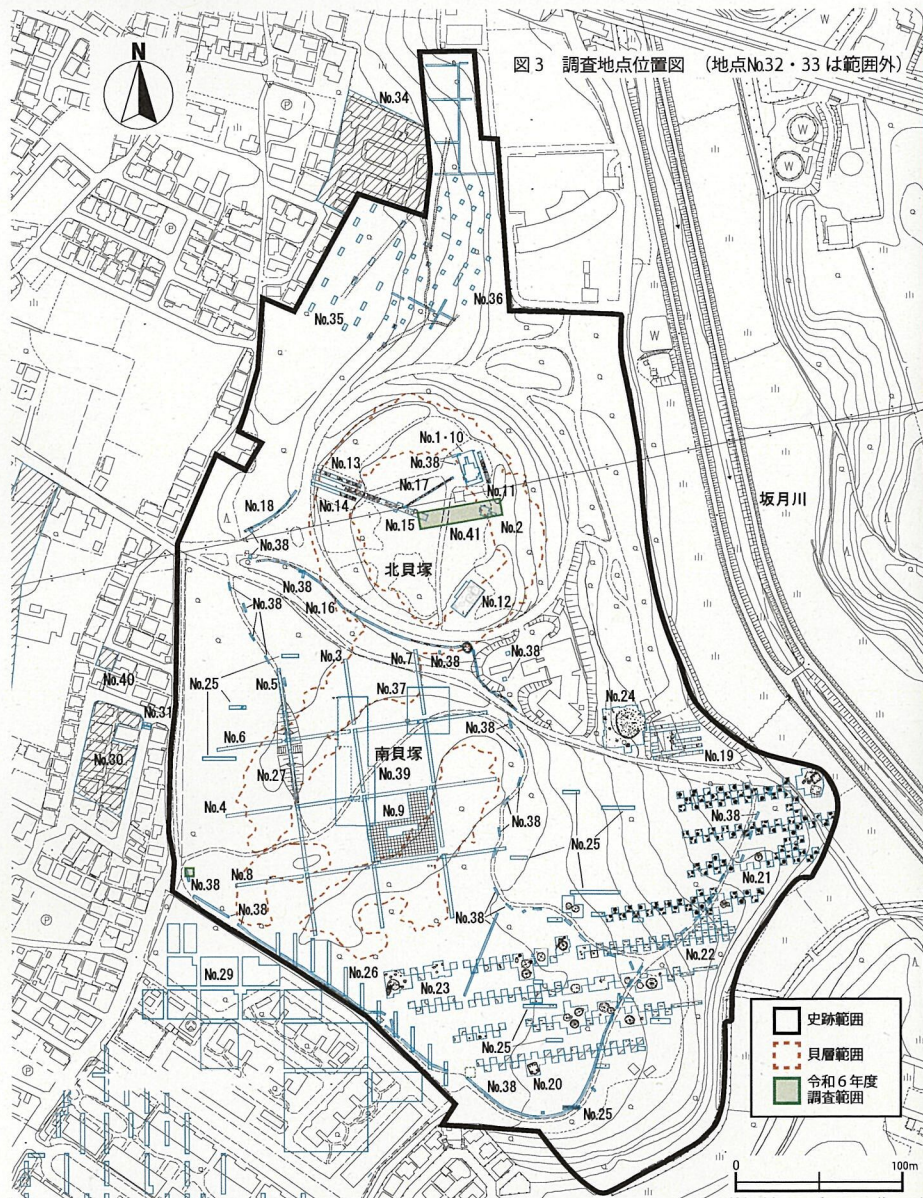 N
図3 調査地点位置図 (地点№32・33は範囲外)
W
W
W
No.34
P
P
No.35
No.36
No.1・10
No.38
No.13
No.17
No.14
No.11
No.18
No.15
No.41
No.2
坂月川
No.38
北貝塚
No.38
No.16
No.12
No.38
No.3
No.7
No.38
No.38
No.40
No.25
No.5
No.37
No.24
No.31
No.6
No.38
No.19
No.30
南貝塚
No.27
No.39
No.4
No.9
No.38
No.38
No.25
No.21
No.8
No.38
No.38
No.38
P
No.22
No.29
No.26
No.23
No.25
No.38
No.20
No.25
史跡範囲
貝層範囲
令和6年度
調査範囲
P
0
100m